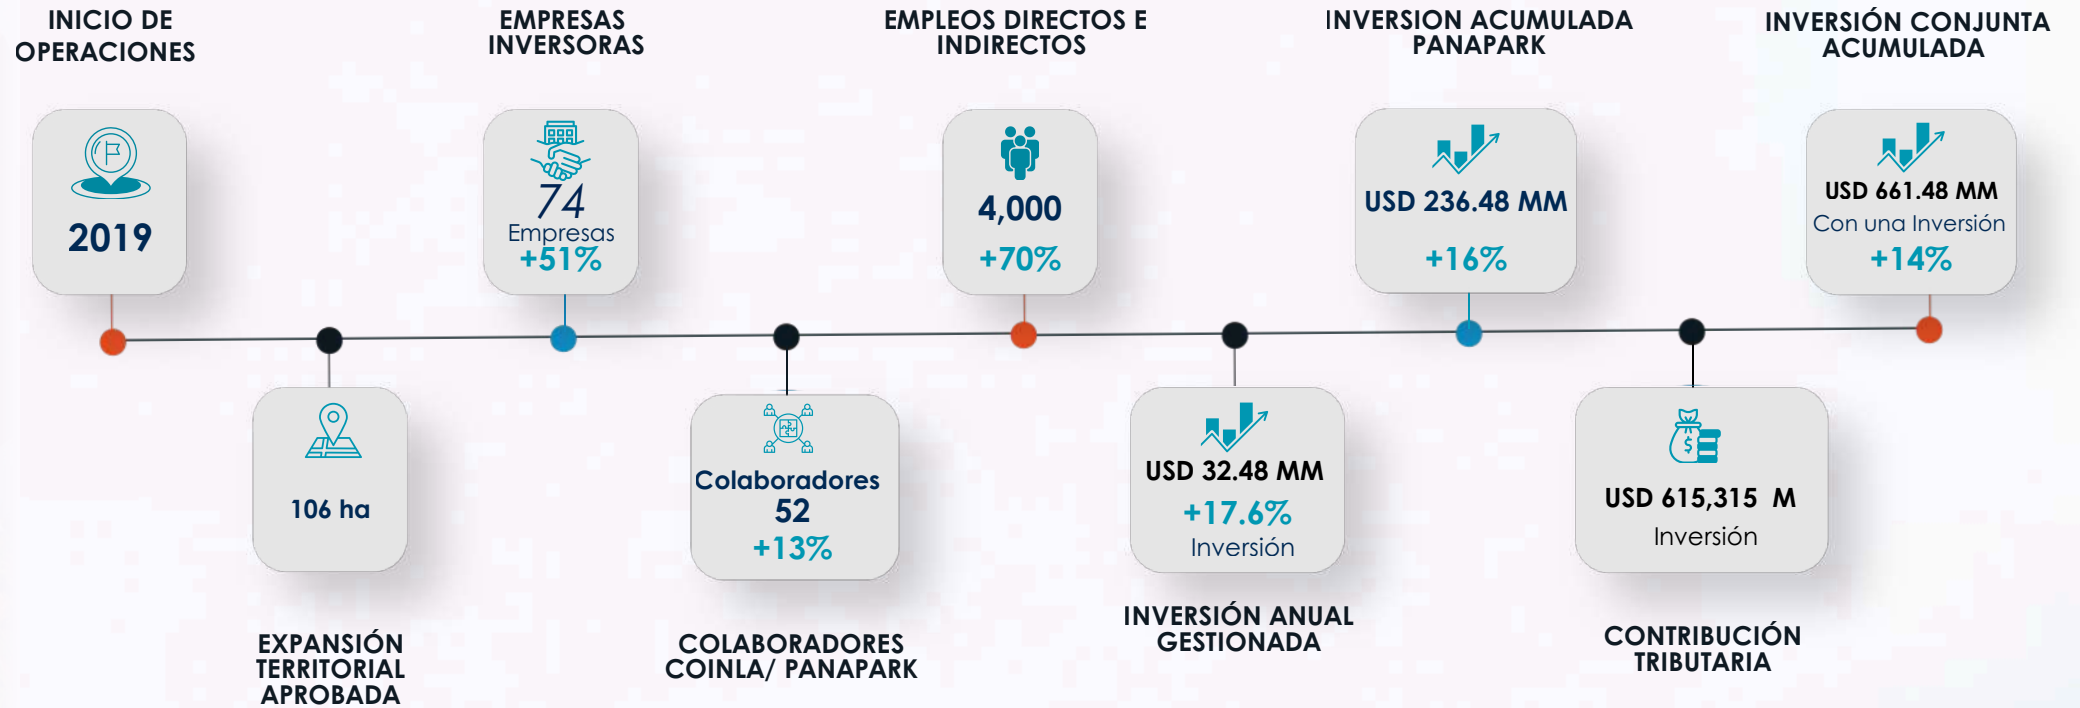 INICIO DE
OPERACIONES
2019
EXPANSIÓN
TERRITORIAL
APROBADA
106 ha
EMPRESAS
INVERSORAS
74
Empresas
+51%
Colaboradores
52
+13%
COLABORADORES
COINLA/ PANAPARK
EMPLEOS DIRECTOS E
INDIRECTOS
4,000
+70%
USD 32.48 MM
+17.6%
Inversión
INVERSIÓN ANUAL
GESTIONADA
INVERSION ACUMULADA
PANAPARK
USD 236.48 MM
+16%
USD 615,315 M
Inversión
CONTRIBUCIÓN
TRIBUTARIA
INVERSIÓN CONJUNTA
ACUMULADA
USD 661.48 MM
Con una Inversión
+14%